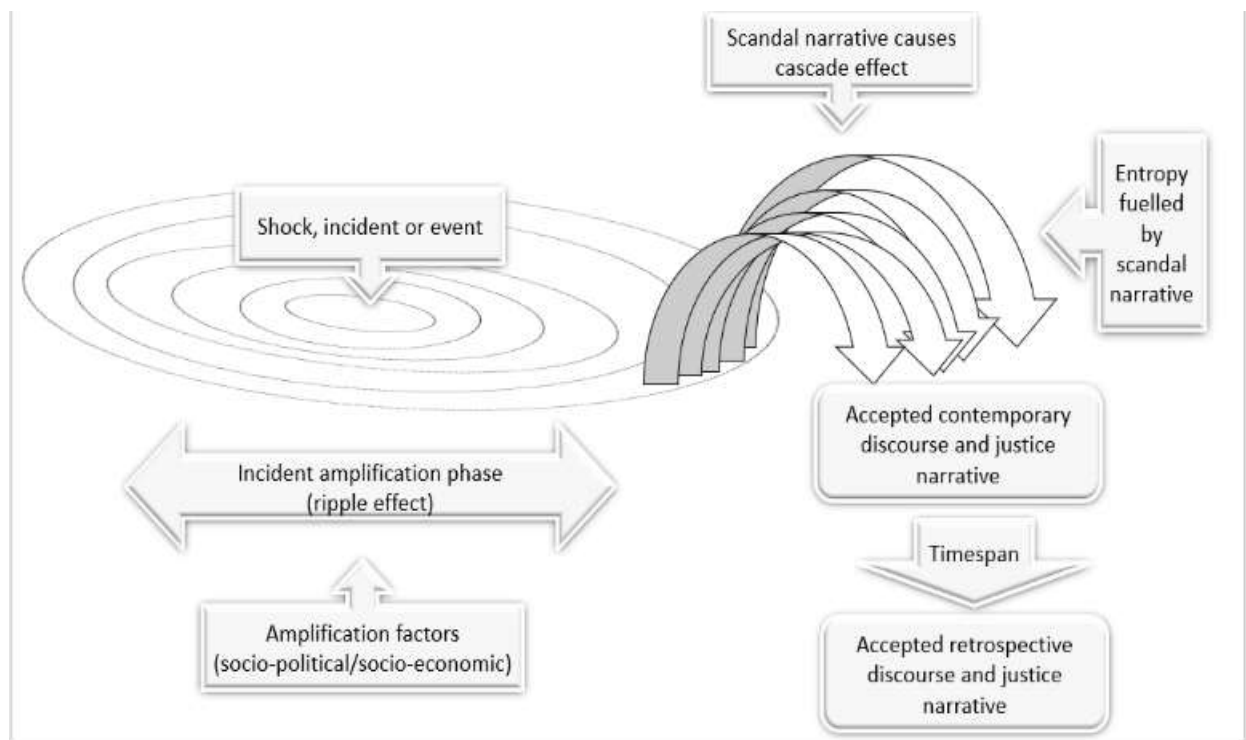 Scandal narrative causes
cascade effect
Shock, incident or event
Entropy
fuelled
by
scandal
narrative
Accepted contemporary
discourse and justice
narrative
Incident amplification phase
(ripple effect)
Timespan
Amplification factors
(socio-political/socio-economic)
Accepted retrospective
discourse and justice
narrative